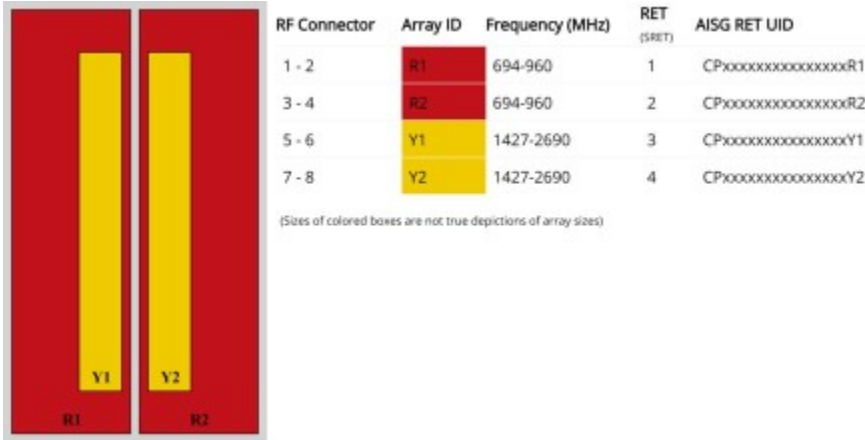 RF Connector Array ID Frequency (MHz) RET (SRET) AISG RET UID
1 - 2 R1 694-960 1 CPxxxxxxxxxxxxxxxxR1
3 - 4 R2 694-960 2 CPxxxxxxxxxxxxxxxxR2
5 - 6 Y1 1427-2690 3 CPxxxxxxxxxxxxxxxxY1
7 - 8 Y2 1427-2690 4 CPxxxxxxxxxxxxxxxxY2
(Sizes of colored boxes are not true depictions of array sizes)
Y1 Y2
R1 R2